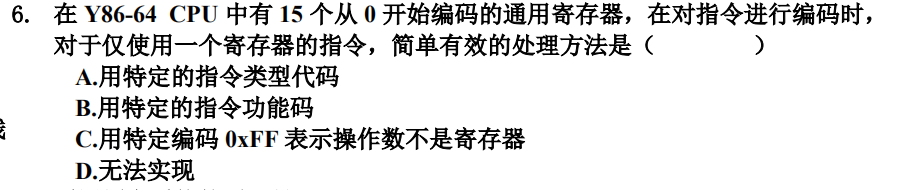 6. 在 Y86-64 CPU 中有 15 个从 0 开始编码的通用寄存器，在对指令进行编码时，
对于仅使用一个寄存器的指令，简单有效的处理方法是（ ）
A.用特定的指令类型代码
B.用特定的指令功能码
C.用特定编码 0xFF 表示操作数不是寄存器
D.无法实现